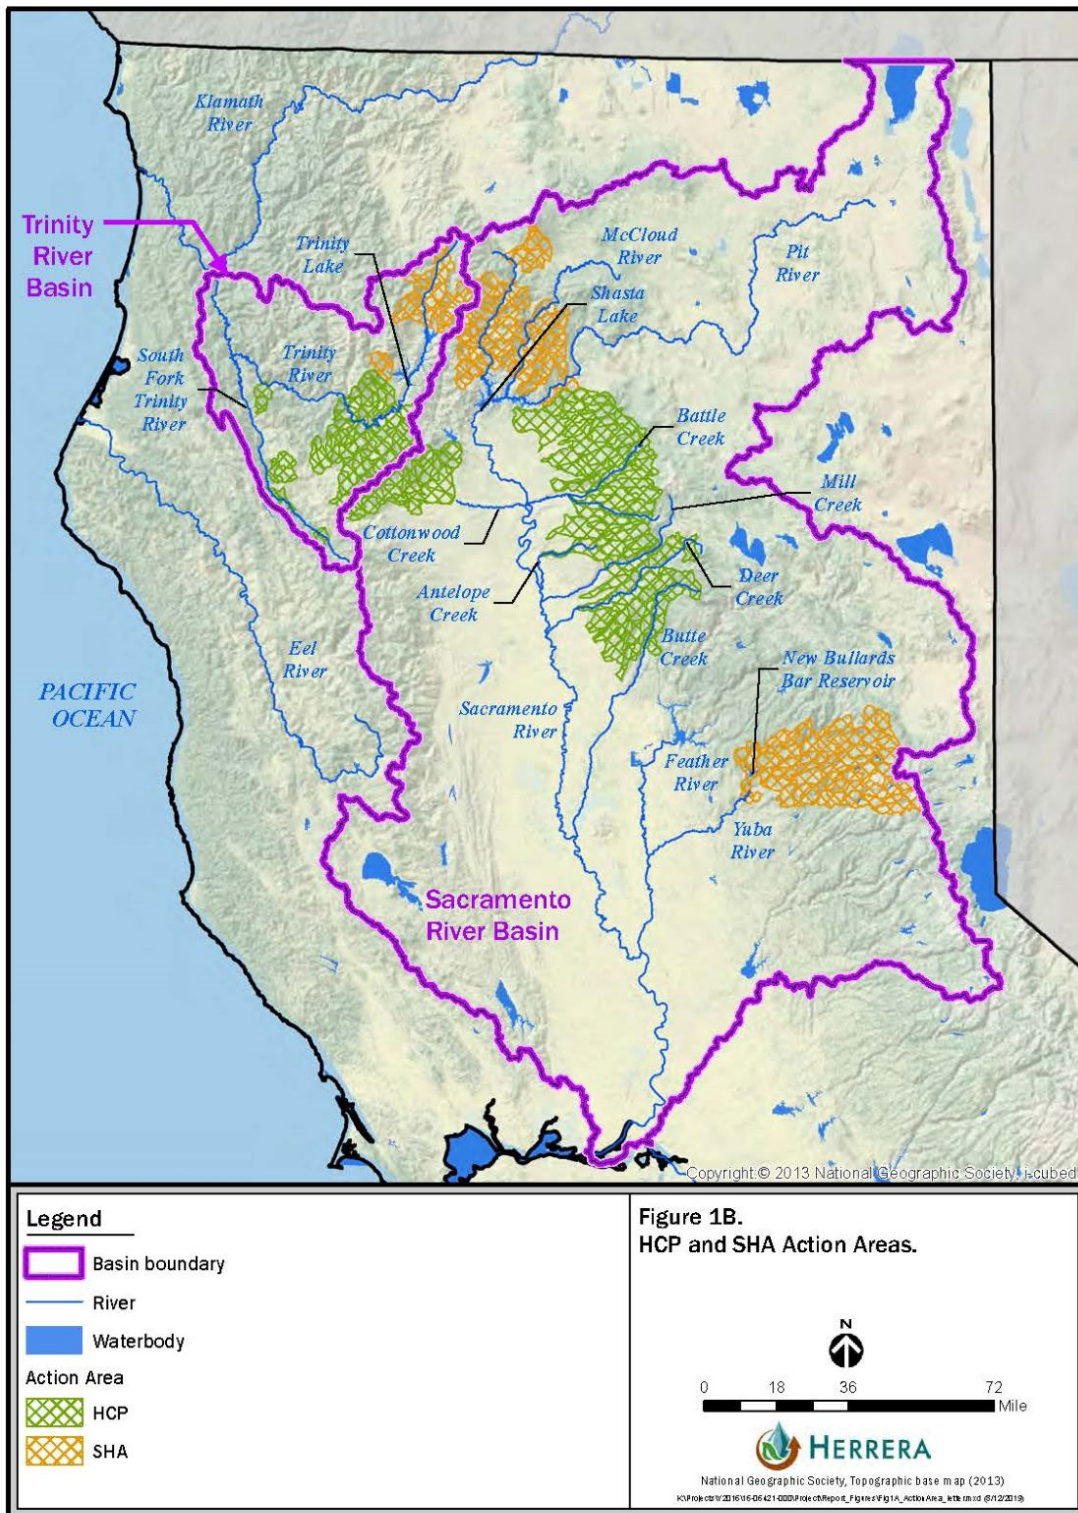 Klamath
River
Trinity
River
Basin
Trinity
Lake
McCloud
River
Pit
River
Shasta
Lake
South
Fork
Trinity
River
Trinity
River
Battle
Creek
Mill
Creek
Cottonwood
Creek
Antelope
Creek
Deer
Creek
Eel
River
Butte
Creek
New Bullards
Bar Reservoir
PACIFIC
OCEAN
Sacramento
River
Feather
River
Yuba
River
Sacramento
River Basin
Copyright:© 2013 National Geographic Society, i-cubed
Legend
Basin boundary
River
Waterbody
Action Area
HCP
SHA
Figure 1B.
HCP and SHA Action Areas.
N
0 18 36 72
Mile
HERRERA
National Geographic Society, Topographic base map (2013)